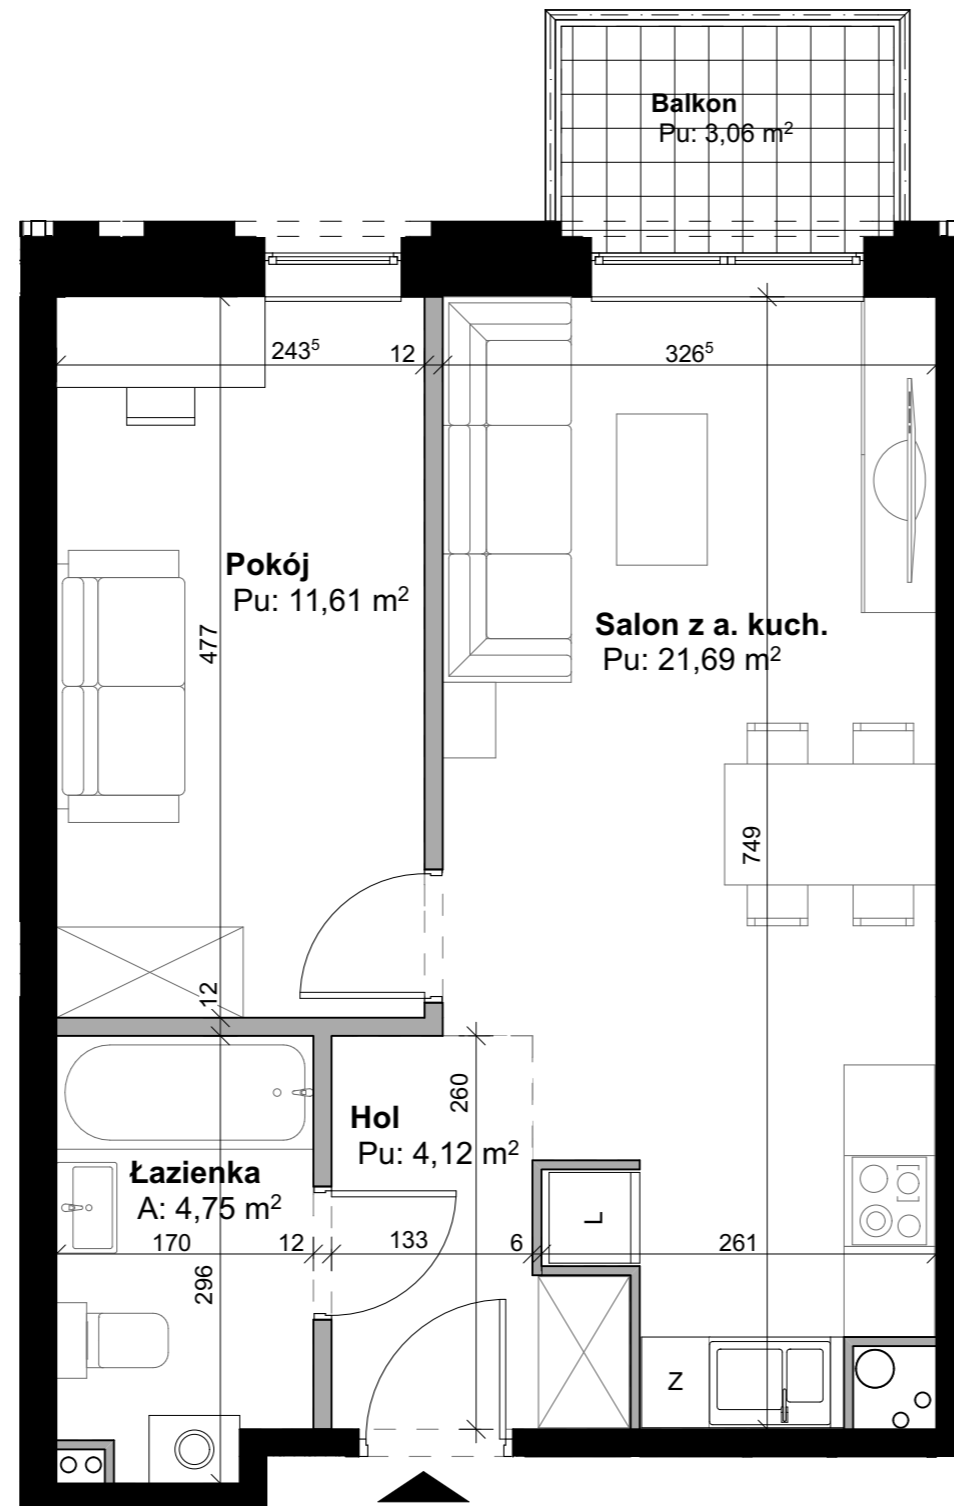 Balkon
Pu: 3,06 m²
243⁵
12
326⁵
Pokój
Pu: 11,61 m²
477
Salon z a. kuch.
Pu: 21,69 m²
749
12
260
Hol
Pu: 4,12 m²
Łazienka
A: 4,75 m²
L
170
12
133
6
261
296
Z